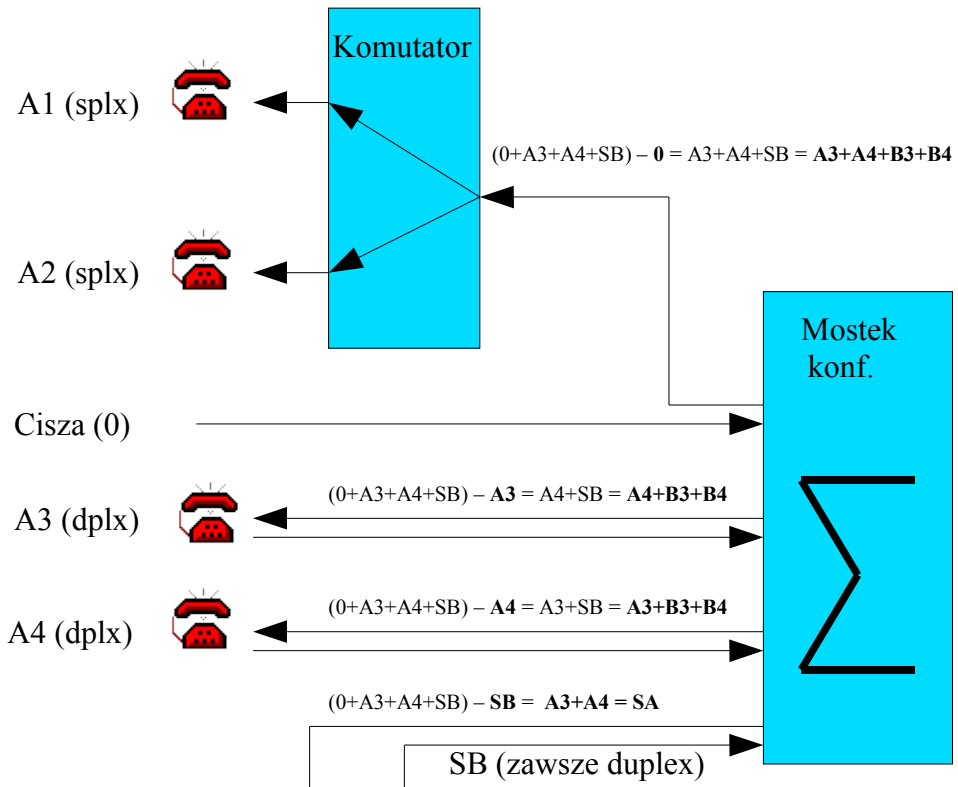 Komutator
A1 (splx)
(0+A3+A4+SB) – 0 = A3+A4+SB = A3+A4+B3+B4
A2 (splx)
Mostek
konf.
Cisza (0)
(0+A3+A4+SB) – A3 = A4+SB = A4+B3+B4
A3 (dplx)
(0+A3+A4+SB) – A4 = A3+SB = A3+B3+B4
A4 (dplx)
(0+A3+A4+SB) – SB = A3+A4 = SA
SB (zawsze duplex)